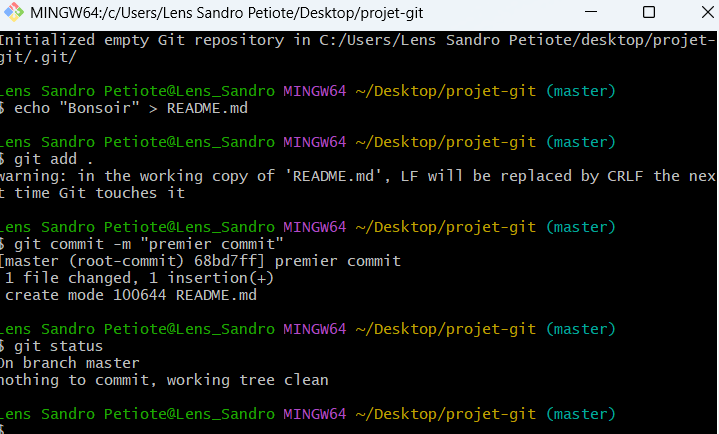 MINGW64:/c/Users/Lens Sandro Petiote/Desktop/projet-git
Initialized empty Git repository in C:/Users/Lens Sandro Petiote/desktop/projet-
git/.git/
Lens Sandro Petiote@Lens_Sandro MINGW64 ~/Desktop/projet-git (master)
$ echo "Bonsoir" > README.md
Lens Sandro Petiote@Lens_Sandro MINGW64 ~/Desktop/projet-git (master)
$ git add .
warning: in the working copy of 'README.md', LF will be replaced by CRLF the nex
t time Git touches it
Lens Sandro Petiote@Lens_Sandro MINGW64 ~/Desktop/projet-git (master)
$ git commit -m "premier commit"
[master (root-commit) 68bd7ff] premier commit
1 file changed, 1 insertion(+)
create mode 100644 README.md
Lens Sandro Petiote@Lens_Sandro MINGW64 ~/Desktop/projet-git (master)
$ git status
On branch master
nothing to commit, working tree clean
Lens Sandro Petiote@Lens_Sandro MINGW64 ~/Desktop/projet-git (master)
$